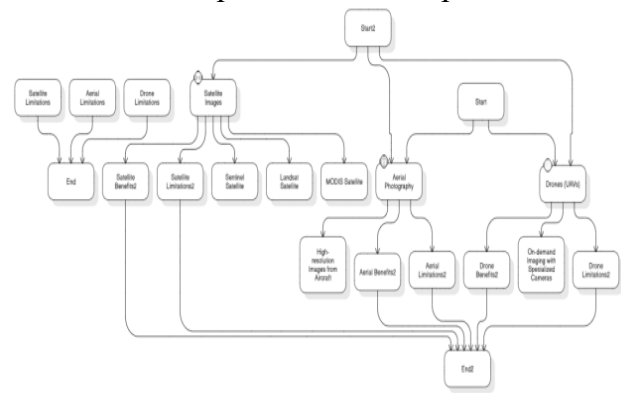 Start2
Satellite
Limitations
Aerial
Limitations
Drone
Limitations
Satellite
Images
Start
End
Satellite
Benefits2
Satellite
Limitations2
Sentinel
Satellite
Landsat
Satellite
MODIS Satellite
Aerial
Photography
Drones (UAVs)
High-
resolution
Images from
Aircraft
Aerial Benefits2
Aerial
Limitations2
Drone
Benefits2
On-demand
Imaging with
Specialized
Cameras
Drone
Limitations2
End2